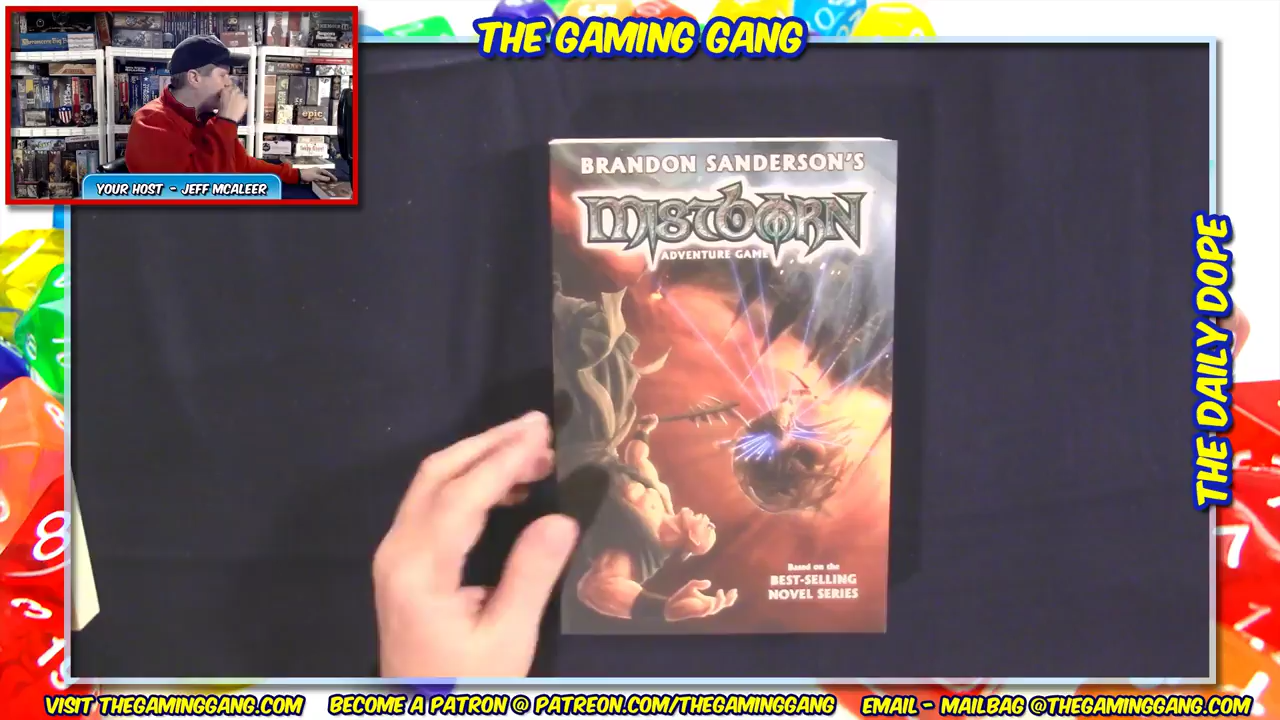 THE GAMING GANG
epic
YOUR HOST - JEFF MCALEER
BRANDON SANDERSON'S
MISTBORN
ADVENTURE GAME
Based on the
BEST-SELLING
NOVEL SERIES
THE DAILY DOPE
VISIT THEGAMINGGANG.COM
BECOME A PATRON @ PATREON.COM/THEGAMINGGANG
EMAIL - MAILBAG @THEGAMINGGANG.COM